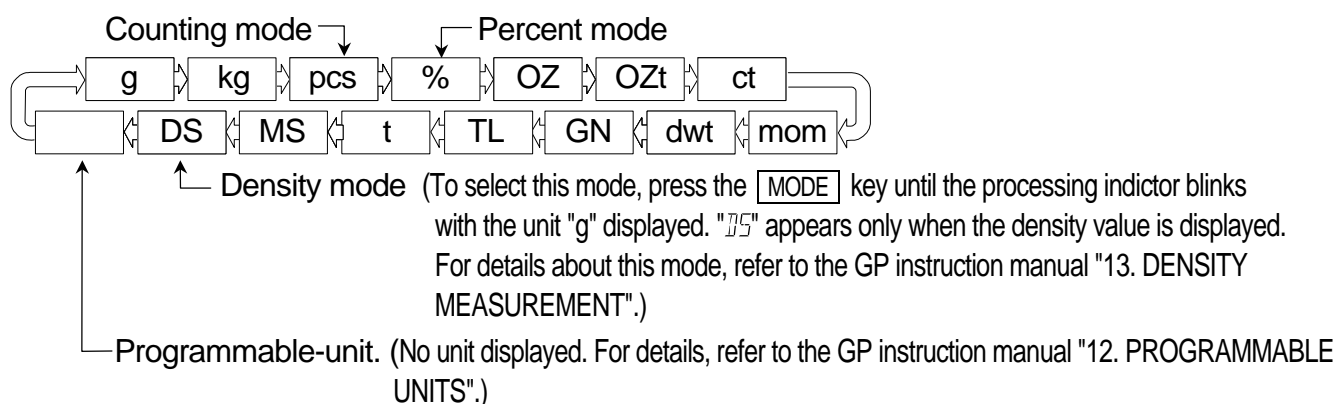 Counting mode Percent mode
g kg pcs % OZ OZt ct
DS MS t TL GN dwt mom
Density mode (To select this mode, press the MODE key until the processing indictor blinks
with the unit "g" displayed. "DS" appears only when the density value is displayed.
For details about this mode, refer to the GP instruction manual "13. DENSITY
MEASUREMENT".)
Programmable-unit. (No unit displayed. For details, refer to the GP instruction manual "12. PROGRAMMABLE
UNITS".)